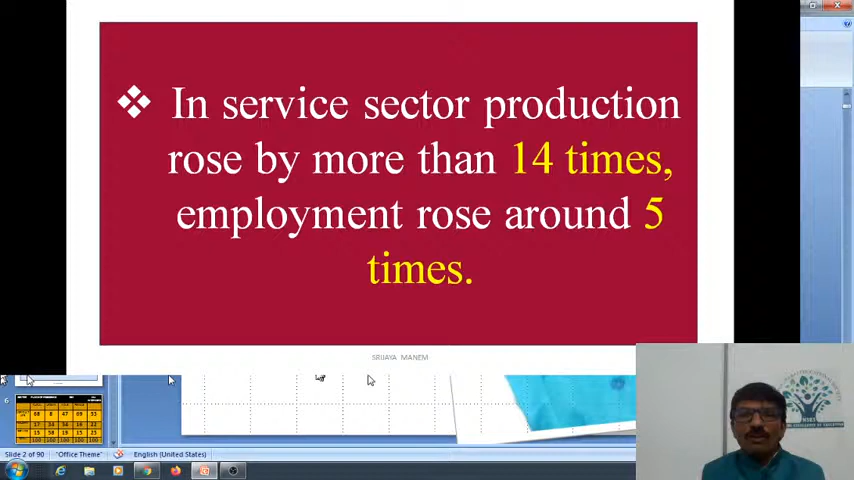 ❖ In service sector production
rose by more than 14 times,
employment rose around 5
times.
SRIJAYA MANEM
6
Slide 2 of 90
"Office Theme"
English (United States)